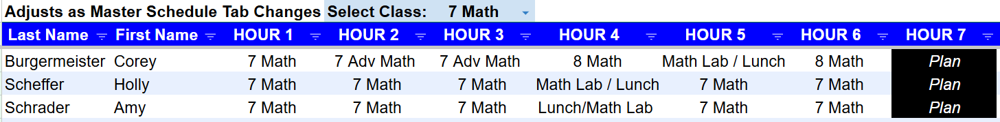 Adjusts as Master Schedule Tab Changes Select Class: 7 Math
Last Name First Name HOUR 1 HOUR 2 HOUR 3 HOUR 4 HOUR 5 HOUR 6 HOUR 7
Burgermeister Corey 7 Math 7 Adv Math 7 Adv Math 8 Math Math Lab / Lunch 8 Math Plan
Scheffer Holly 7 Math 7 Math 7 Math Math Lab / Lunch 7 Math 7 Math Plan
Schrader Amy 7 Math 7 Math 7 Math Lunch/Math Lab 7 Math 7 Math Plan